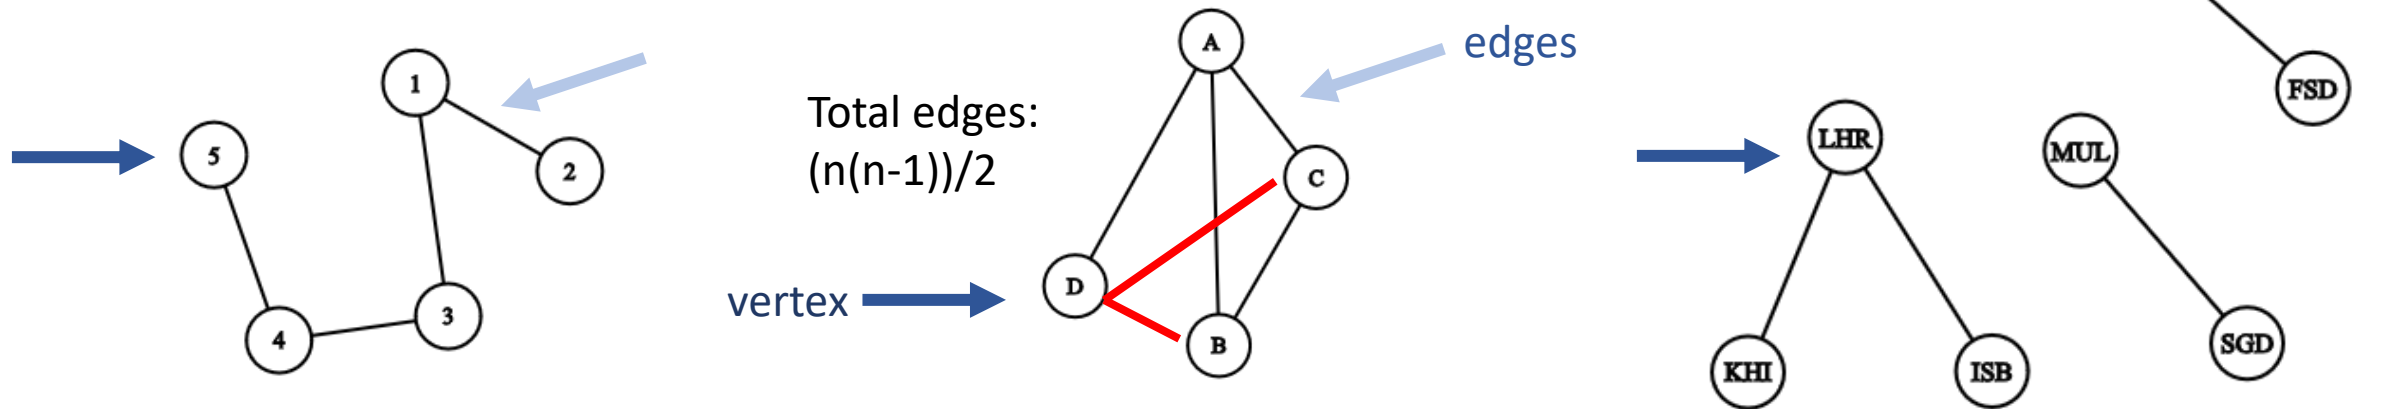 1
5
2
4
3
Total edges:
(n(n-1))/2
vertex
A
edges
C
D
B
FSD
LHR
MUL
KHI
ISB
SGD